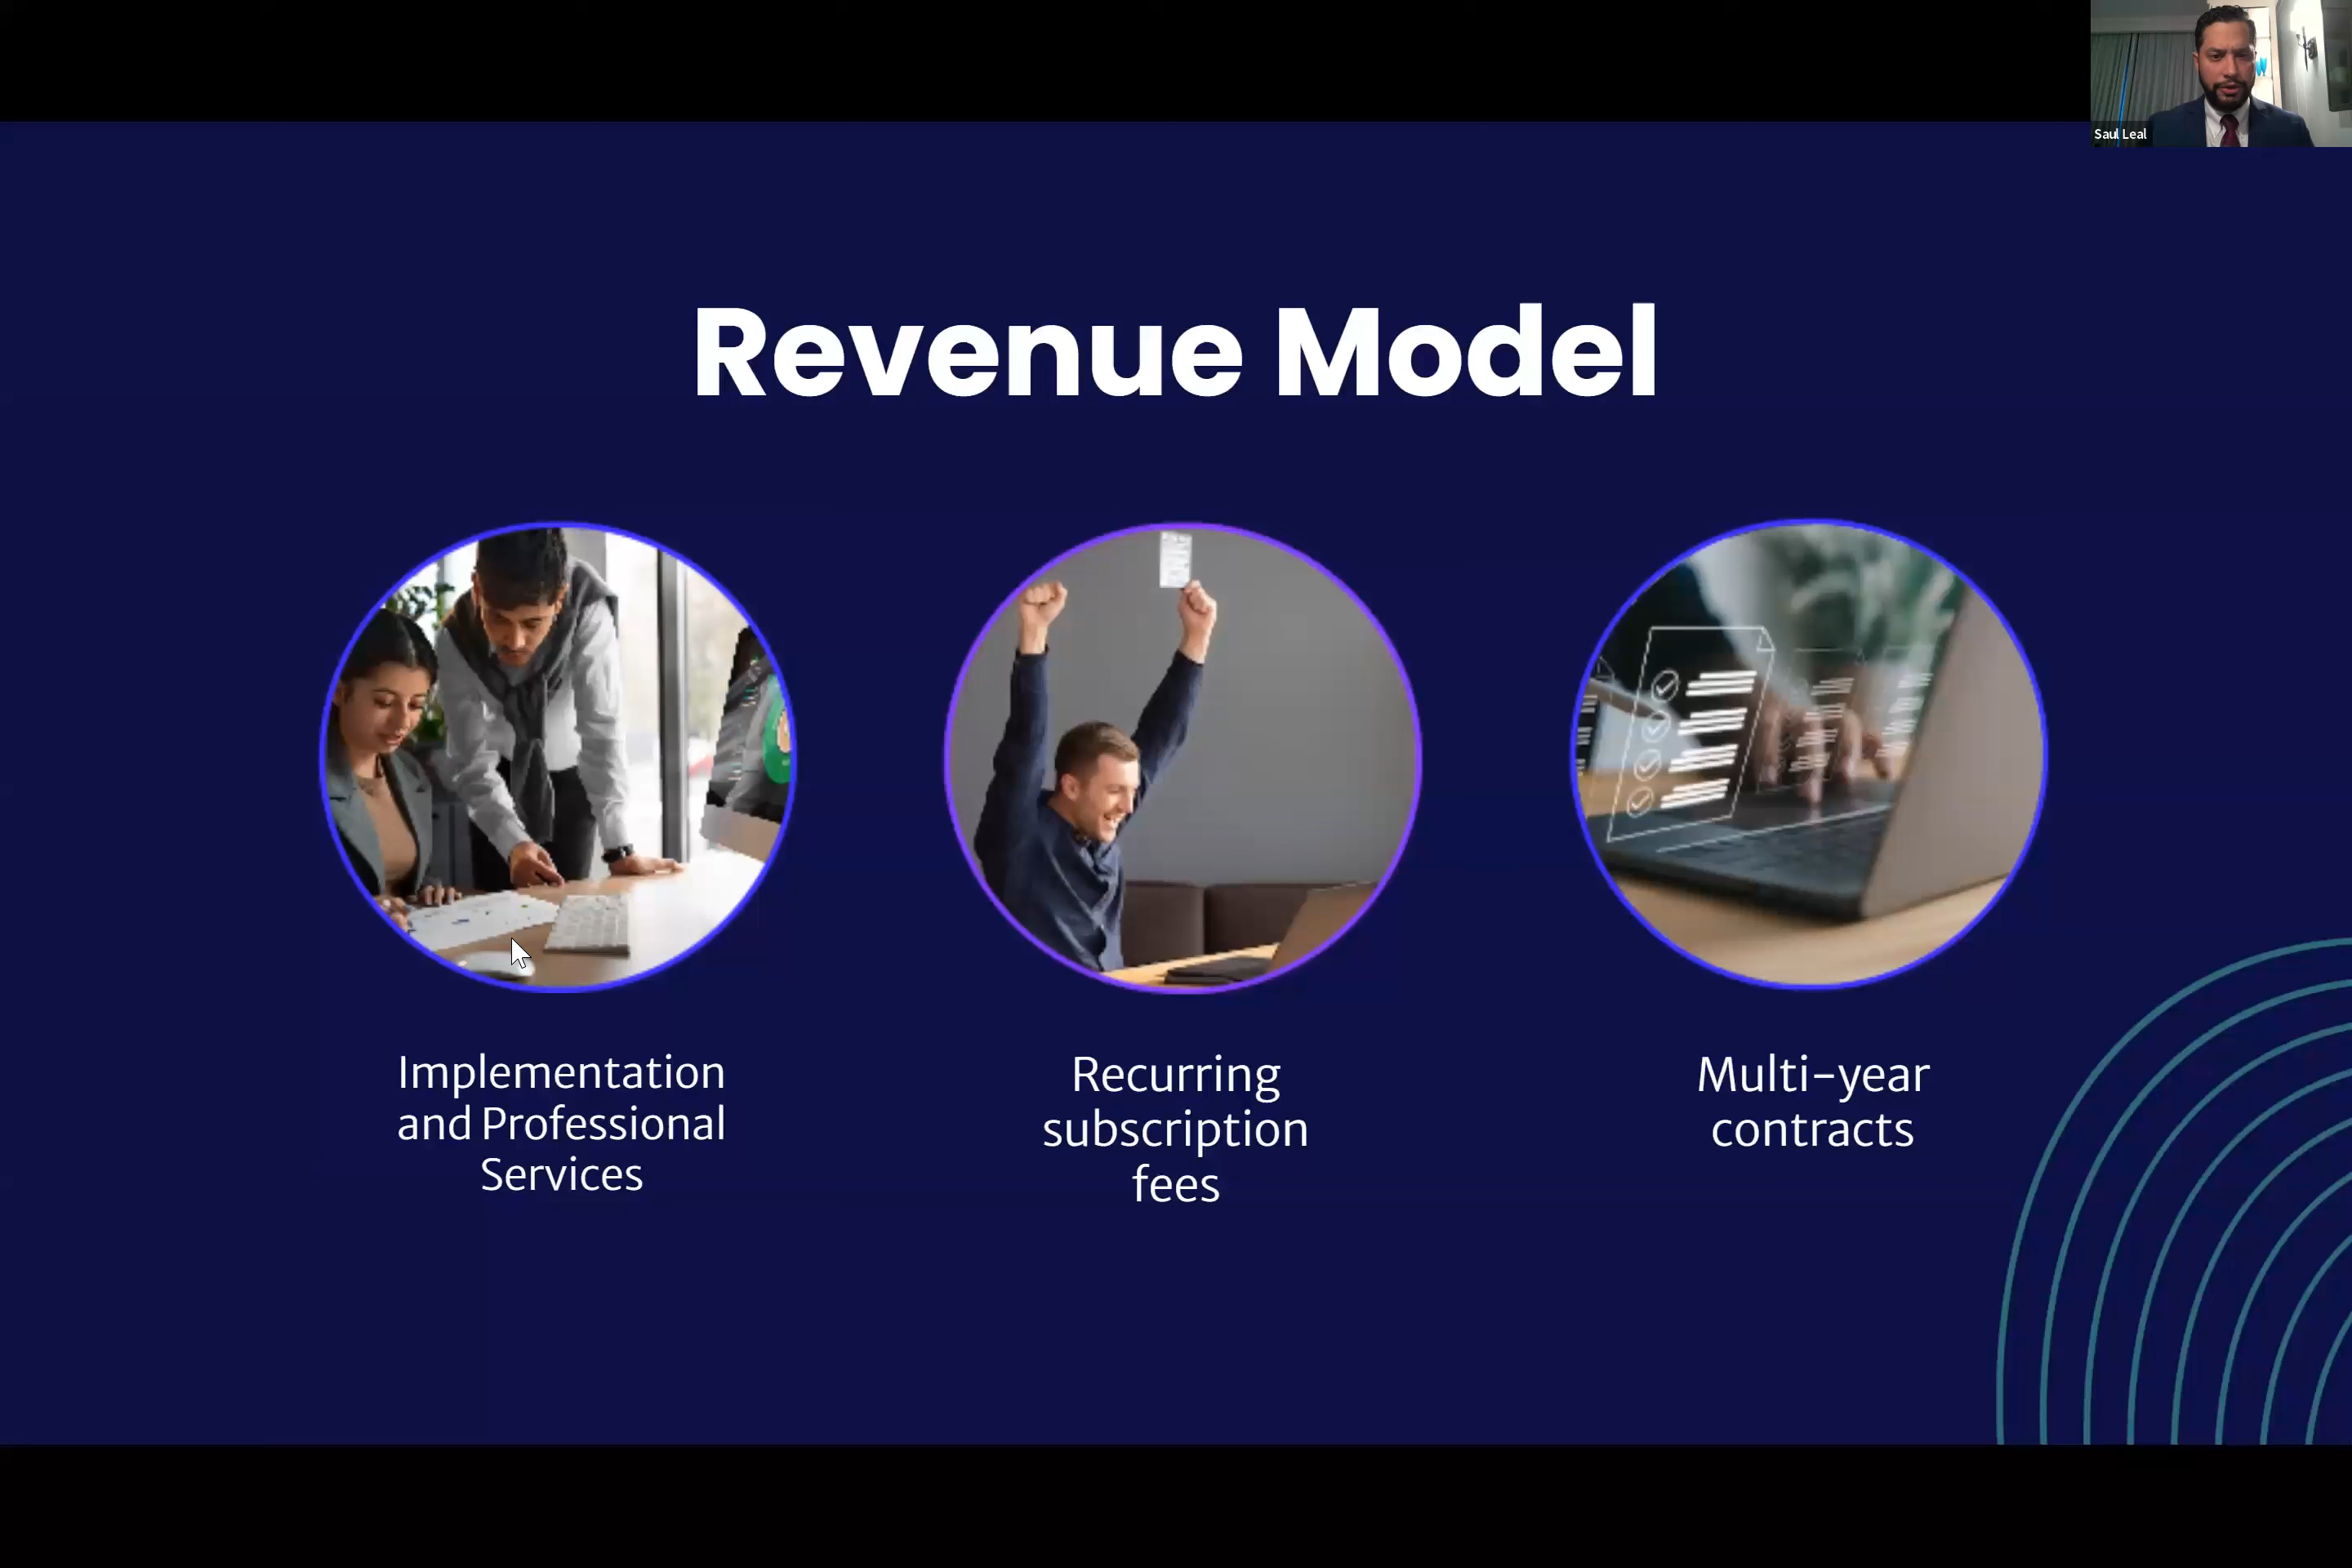 Saul Leal
Revenue Model
Implementation
and Professional
Services
Recurring
subscription
fees
Multi-year
contracts